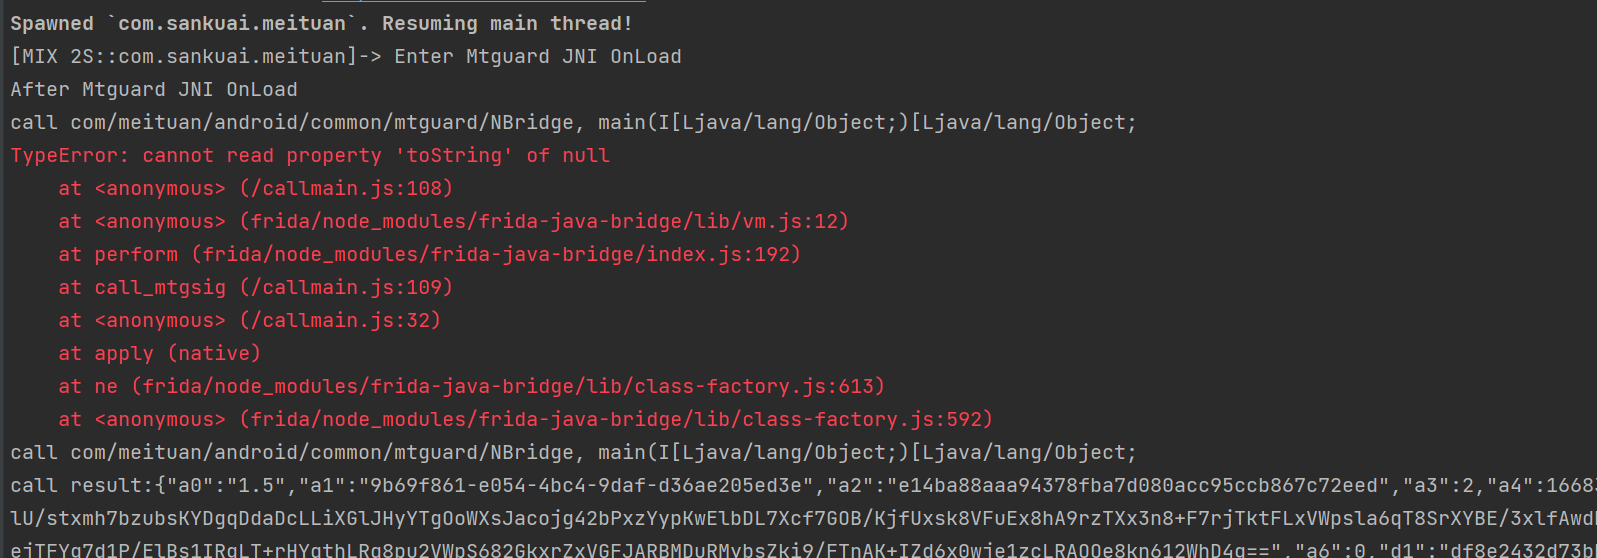 Spawned `com.sankuai.meituan`. Resuming main thread!
[MIX 2S::com.sankuai.meituan]-> Enter Mtguard JNI OnLoad
After Mtguard JNI OnLoad
call com/meituan/android/common/mtguard/NBridge, main(I[Ljava/lang/Object;)[Ljava/lang/Object;
TypeError: cannot read property 'toString' of null
    at <anonymous> (/callmain.js:108)
    at <anonymous> (frida/node_modules/frida-java-bridge/lib/vm.js:12)
    at perform (frida/node_modules/frida-java-bridge/index.js:192)
    at call_mtgsig (/callmain.js:109)
    at <anonymous> (/callmain.js:32)
    at apply (native)
    at ne (frida/node_modules/frida-java-bridge/lib/class-factory.js:613)
    at <anonymous> (frida/node_modules/frida-java-bridge/lib/class-factory.js:592)
call com/meituan/android/common/mtguard/NBridge, main(I[Ljava/lang/Object;)[Ljava/lang/Object;
call result:{"a0":"1.5","a1":"9b69f861-e054-4bc4-9daf-d36ae205ed3e","a2":"e14ba88aaa94378fba7d080acc95ccb867c72eed","a3":2,"a4":16683
lU/stxmh7bzubsKYDgqDdaDcLLiXGlJHyYTgOoWXsJacojg42bPxzYypKwElbDL7Xcf7GOB/KjfUxsk8VFuEx8hA9rzTXx3n8+F7rjTktFLxVWpsla6qT8SrXYBE/3xlfAwd